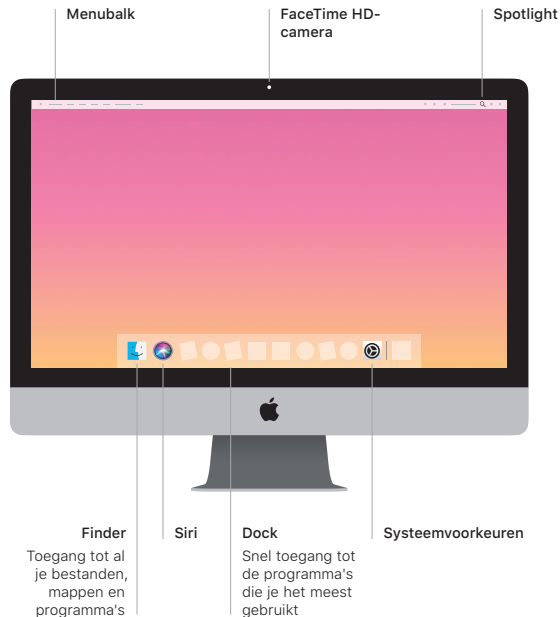 Menubalk
FaceTime HD-
camera
Spotlight
Finder
Toegang tot al
je bestanden,
mappen en
programma's
Siri
Dock
Snel toegang tot
de programma's
die je het meest
gebruikt
Systeemvoorkeuren